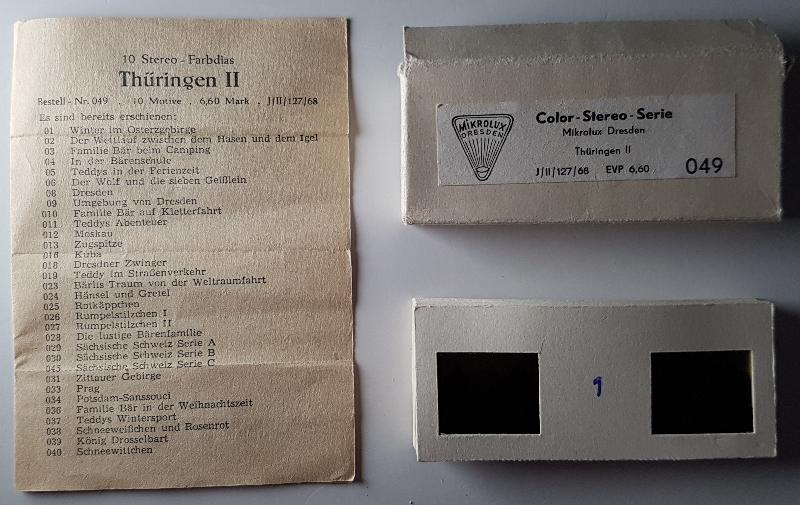 10 Stereo - Farbdias
Thüringen II
Bestell - Nr. 049 . 10 Motive . 6,60 Mark . J/II/127/68
Es sind bereits erschienen:
01 Winter im Osterzgebirge
02 Der Wettlauf zwischen dem Hasen und dem Igel
03 Familie Bär beim Camping
04 In der Bärenschule
05 Teddys in der Ferienzeit
06 Der Wolf und die sieben Geißlein
08 Dresden
09 Umgebung von Dresden
010 Familie Bär auf Kletterfahrt
011 Teddys Abenteuer
012 Moskau
013 Zugspitze
016 Kuba
018 Dresdner Zwinger
019 Teddy im Straßenverkehr
023 Bärlis Traum von der Weltraumfahrt
024 Hänsel und Gretel
025 Rotkäppchen
026 Rumpelstilzchen I
027 Rumpelstilzchen II
028 Die lustige Bärenfamilie
029 Sächsische Schweiz Serie A
030 Sächsische Schweiz Serie B
045 Sächsische Schweiz Serie C
031 Zittauer Gebirge
033 Prag
034 Potsdam-Sanssouci
036 Familie Bär in der Weihnachtszeit
037 Teddys Wintersport
038 Schneeweißchen und Rosenrot
039 König Drosselbart
040 Schneewittchen
MIKROLUX
DRESDEN
Color-Stereo-Serie
Mikrolux Dresden
Thüringen II
J/II/127/68 EVP 6,60 049
1